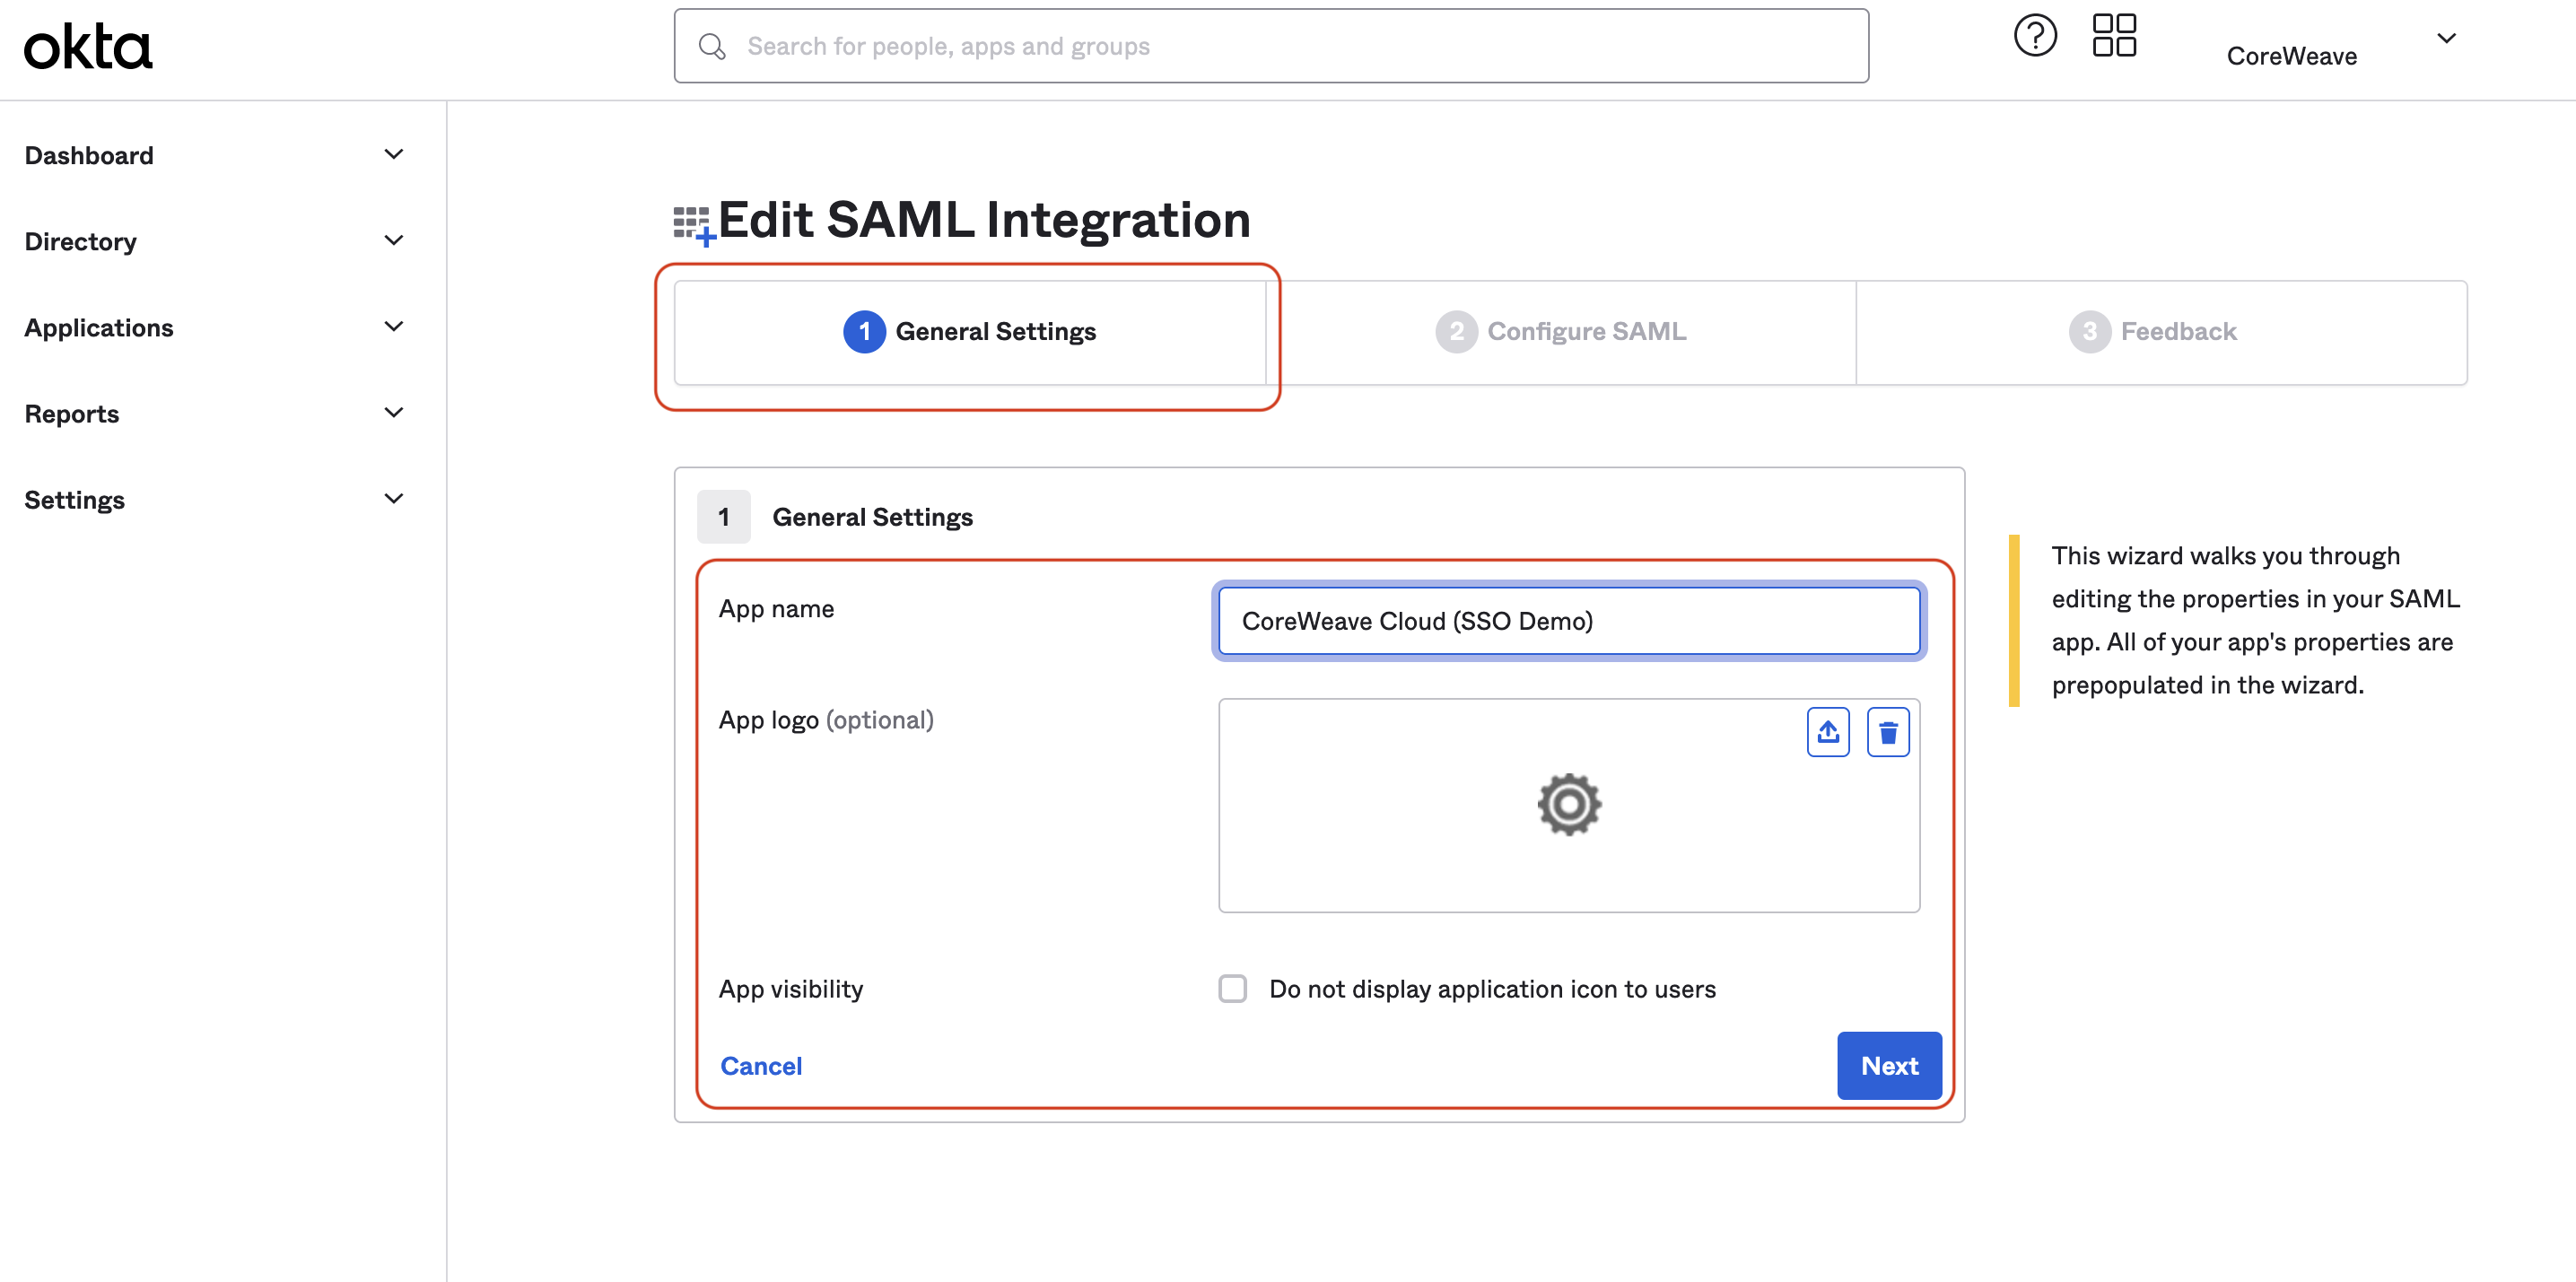 okta
Search for people, apps and groups
CoreWeave
Dashboard
Directory
Applications
Reports
Settings
Edit SAML Integration
1 General Settings
2 Configure SAML
3 Feedback
1 General Settings
App name
CoreWeave Cloud (SSO Demo)
App logo (optional)
App visibility
Do not display application icon to users
Cancel
Next
This wizard walks you through
editing the properties in your SAML
app. All of your app's properties are
prepopulated in the wizard.